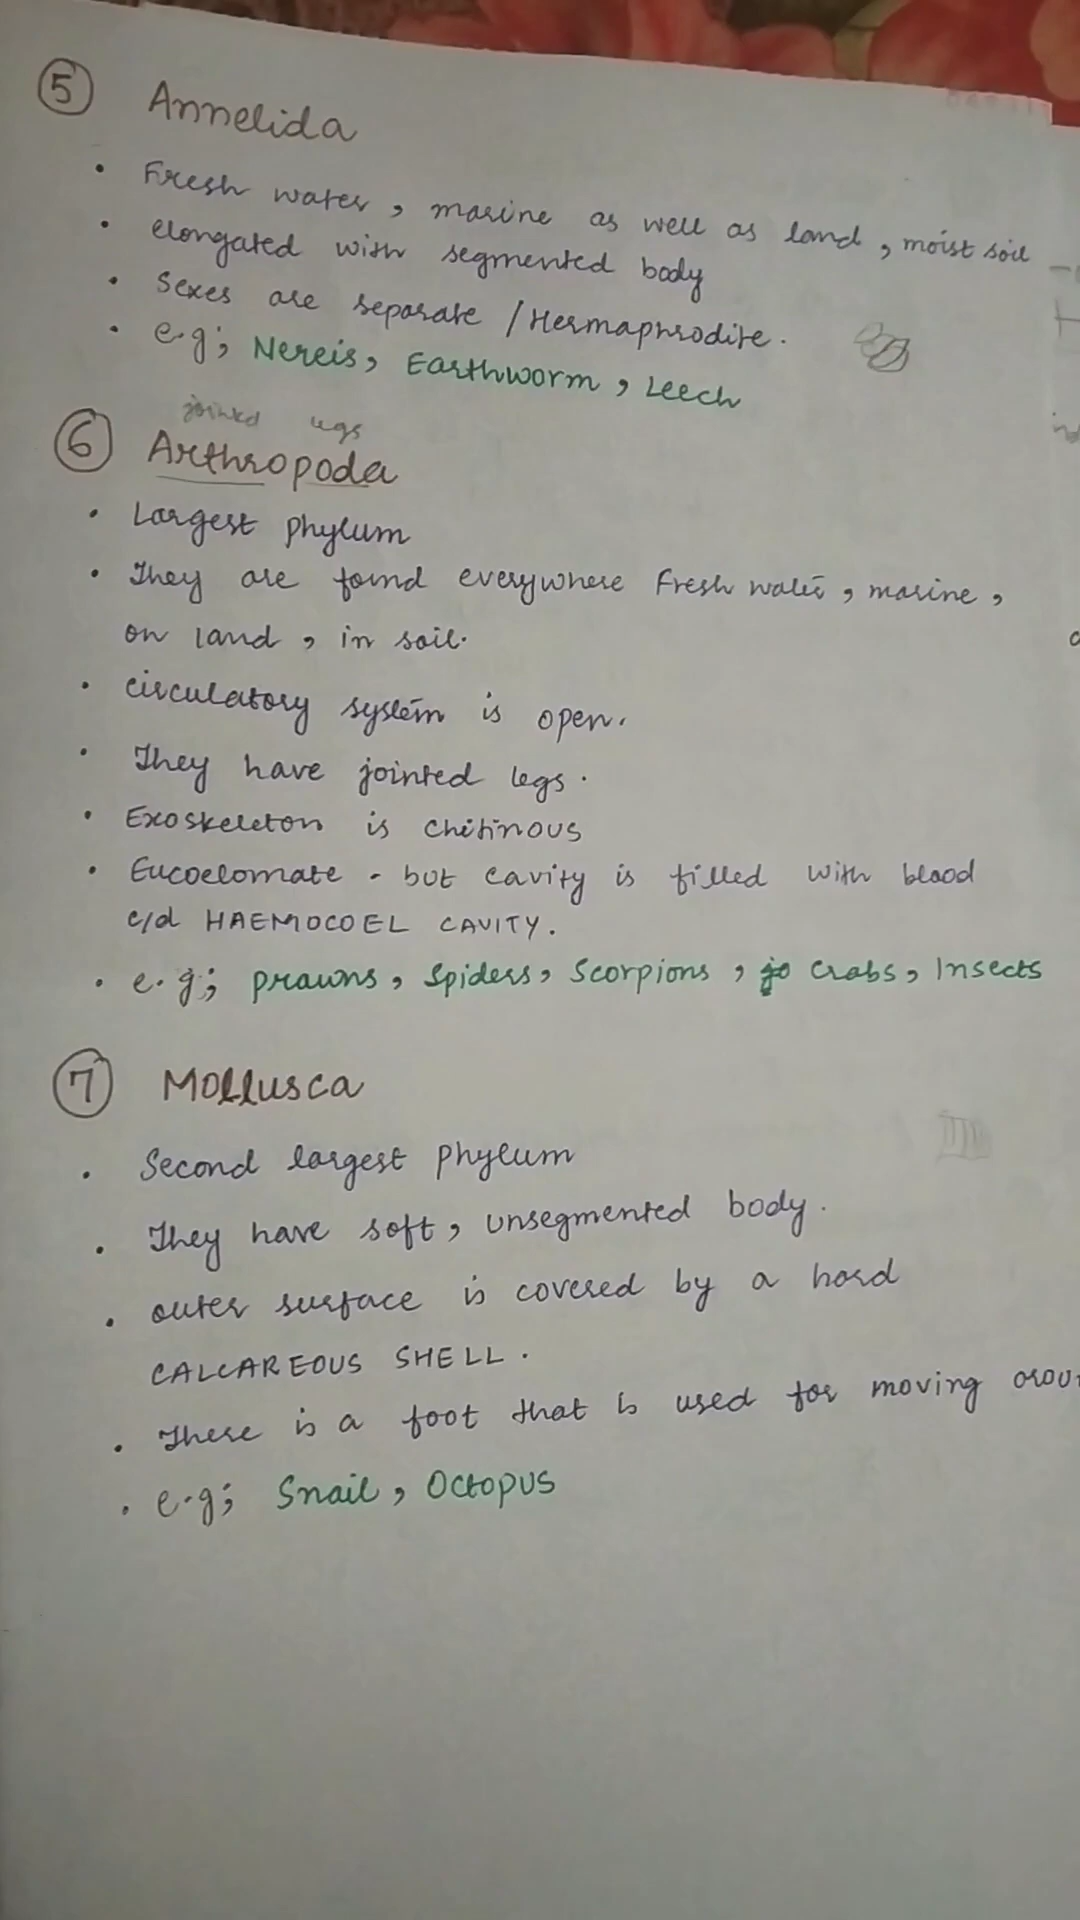 5 Annelida
• Fresh water, marine as well as land, moist soil
• elongated with segmented body
• Sexes are separate / Hermaphrodite.
• e.g; Nereis, Earthworm, Leech
jointed legs
6 Arthropoda
• Largest phylum
• They are found everywhere Fresh water, marine,
on land, in soil.
• circulatory system is open.
• They have jointed legs.
• Exoskeleton is chitinous
• Eucoelomate - but cavity is filled with blood
c/d HAEMOCOEL CAVITY.
• e.g; prawns, Spiders, Scorpions, Crabs, Insects
7 Mollusca
• Second largest phylum
• They have soft, unsegmented body.
• outer surface is covered by a hard
CALCAREOUS SHELL.
• There is a foot that is used for moving arou
• e.g; Snail, Octopus